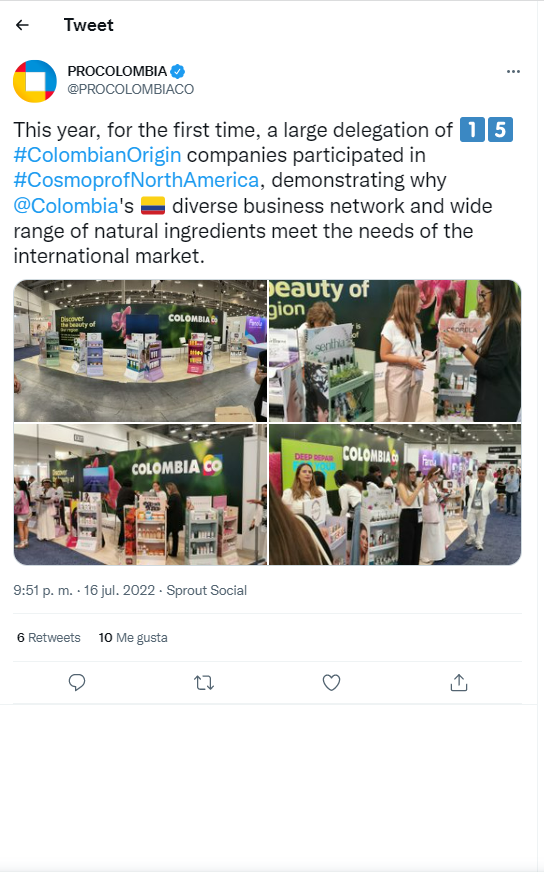 Tweet
PROCOLOMBIA
@PROCOLOMBIACO
This year, for the first time, a large delegation of 1️⃣5️⃣
#ColombianOrigin companies participated in
#CosmoprofNorthAmerica, demonstrating why
@Colombia's 🇨🇴 diverse business network and wide
range of natural ingredients meet the needs of the
international market.
Discover
the beauty of
the region
COLOMBIA CO
beauty of
gion
senthia
COLOMBIA CO
DEEP REPAIR
COLOMBIA CO
9:51 p. m. · 16 jul. 2022 · Sprout Social
6 Retweets 10 Me gusta